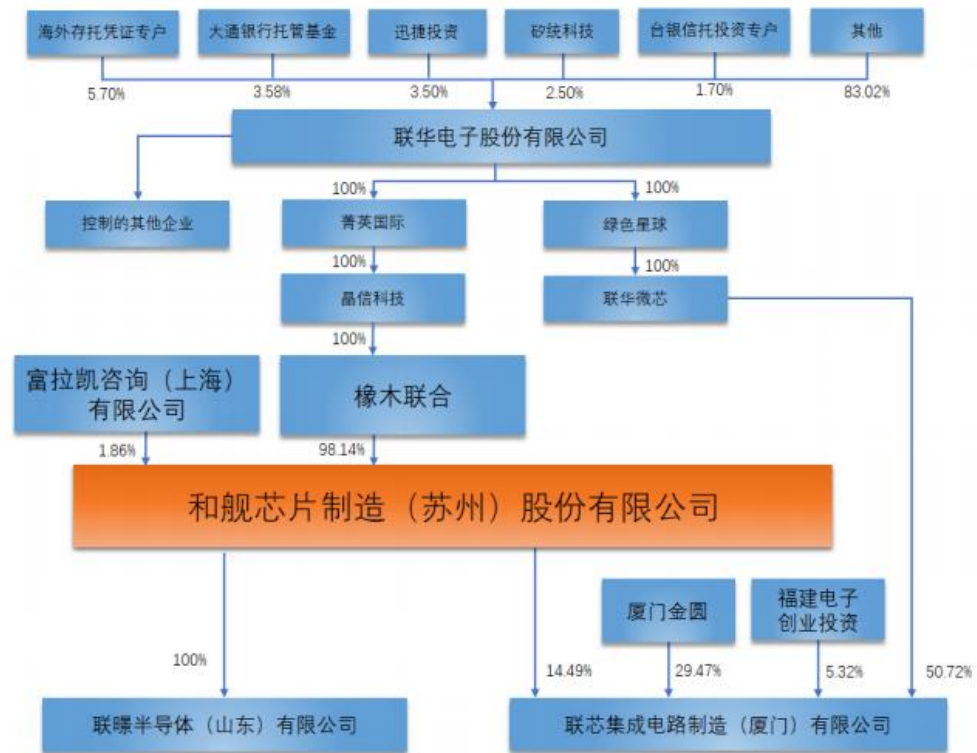 海外存托凭证专户
大通银行托管基金
迅捷投资
矽统科技
台银信托投资专户
其他
5.70%
3.58%
3.50%
2.50%
1.70%
83.02%
联华电子股份有限公司
100%
100%
控制的其他企业
菁英国际
绿色星球
100%
100%
晶信科技
联华微芯
100%
富拉凯咨询（上海）
有限公司
橡木联合
1.86%
98.14%
和舰芯片制造（苏州）股份有限公司
厦门金圆
福建电子
创业投资
100%
14.49%
29.47%
5.32%
50.72%
联暻半导体（山东）有限公司
联芯集成电路制造（厦门）有限公司